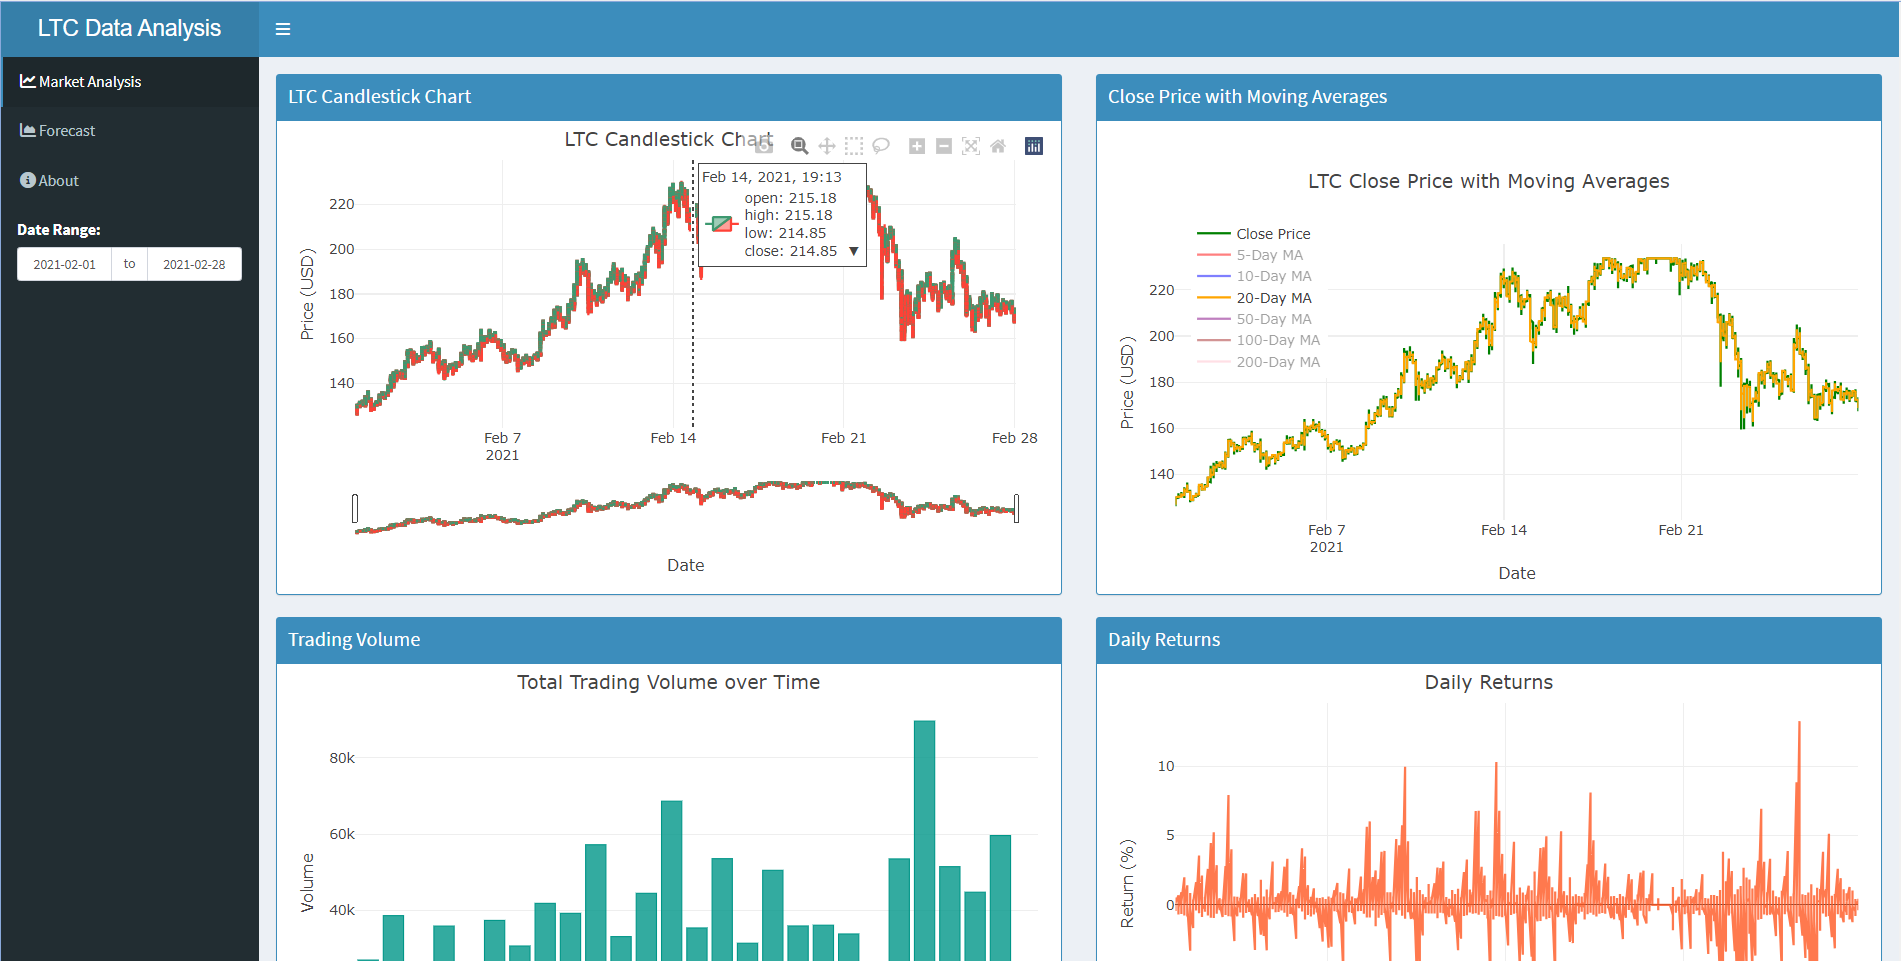 LTC Data Analysis
Market Analysis
Forecast
About
Date Range:
2021-02-01 to 2021-02-28
LTC Candlestick Chart
LTC Candlestick Chart
Feb 14, 2021, 19:13
open: 215.18
high: 215.18
low: 214.85
close: 214.85 ▼
Price (USD)
220
200
180
160
140
Feb 7
2021
Feb 14
Feb 21
Feb 28
Date
Close Price with Moving Averages
LTC Close Price with Moving Averages
Close Price
5-Day MA
10-Day MA
20-Day MA
50-Day MA
100-Day MA
200-Day MA
Price (USD)
220
200
180
160
140
Feb 7
2021
Feb 14
Feb 21
Date
Trading Volume
Total Trading Volume over Time
Volume
80k
60k
40k
Daily Returns
Daily Returns
Return (%)
10
5
0